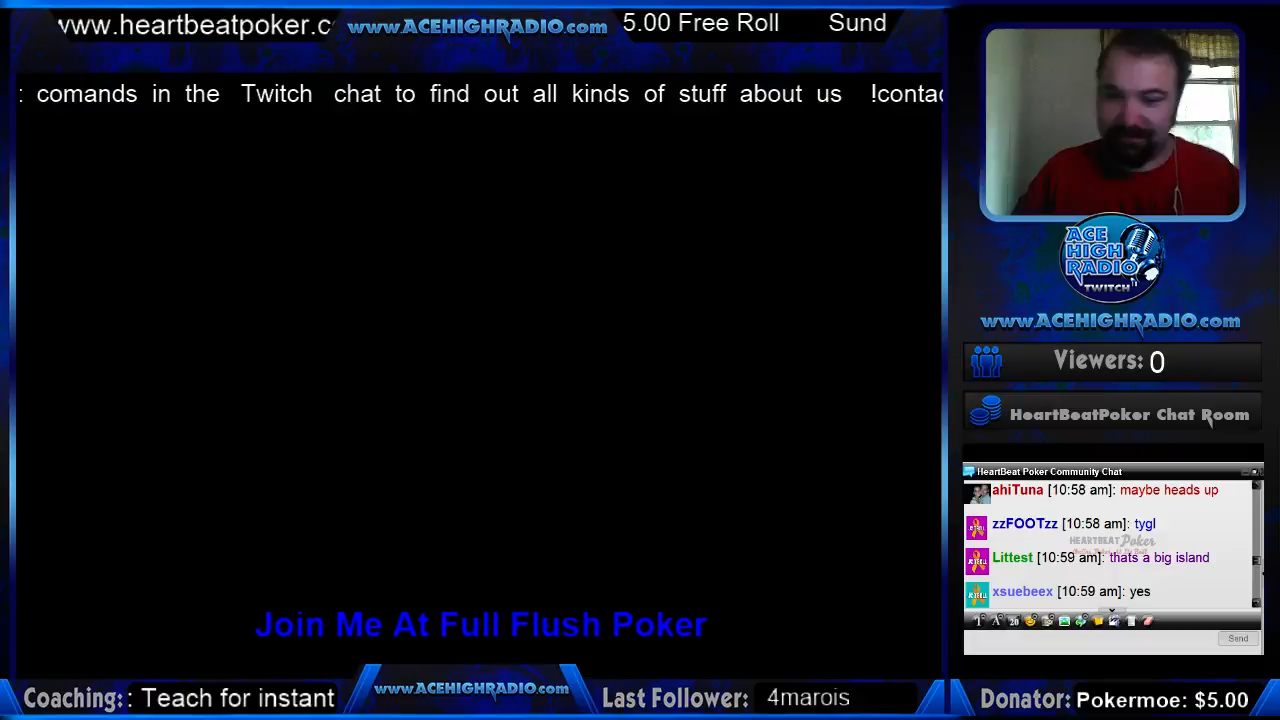 www.heartbeatpoker.c
www.ACEHIGHRADIO.com
5.00 Free Roll Sund
: comands in the Twitch chat to find out all kinds of stuff about us !contac
ACE
HIGH
RADIO
TWITCH
www.ACEHIGHRADIO.com
Viewers: 0
HeartBeatPoker Chat Room
HeartBeat Poker Community Chat
ahiTuna [10:58 am]: maybe heads up
zzFOOTzz [10:58 am]: tygl
HEARTBEAT Poker
Littest [10:59 am]: thats a big island
xsuebeex [10:59 am]: yes
Send
Join Me At Full Flush Poker
Coaching: : Teach for instant
www.ACEHIGHRADIO.com
Last Follower: 4marois
Donator: Pokermoe: $5.00